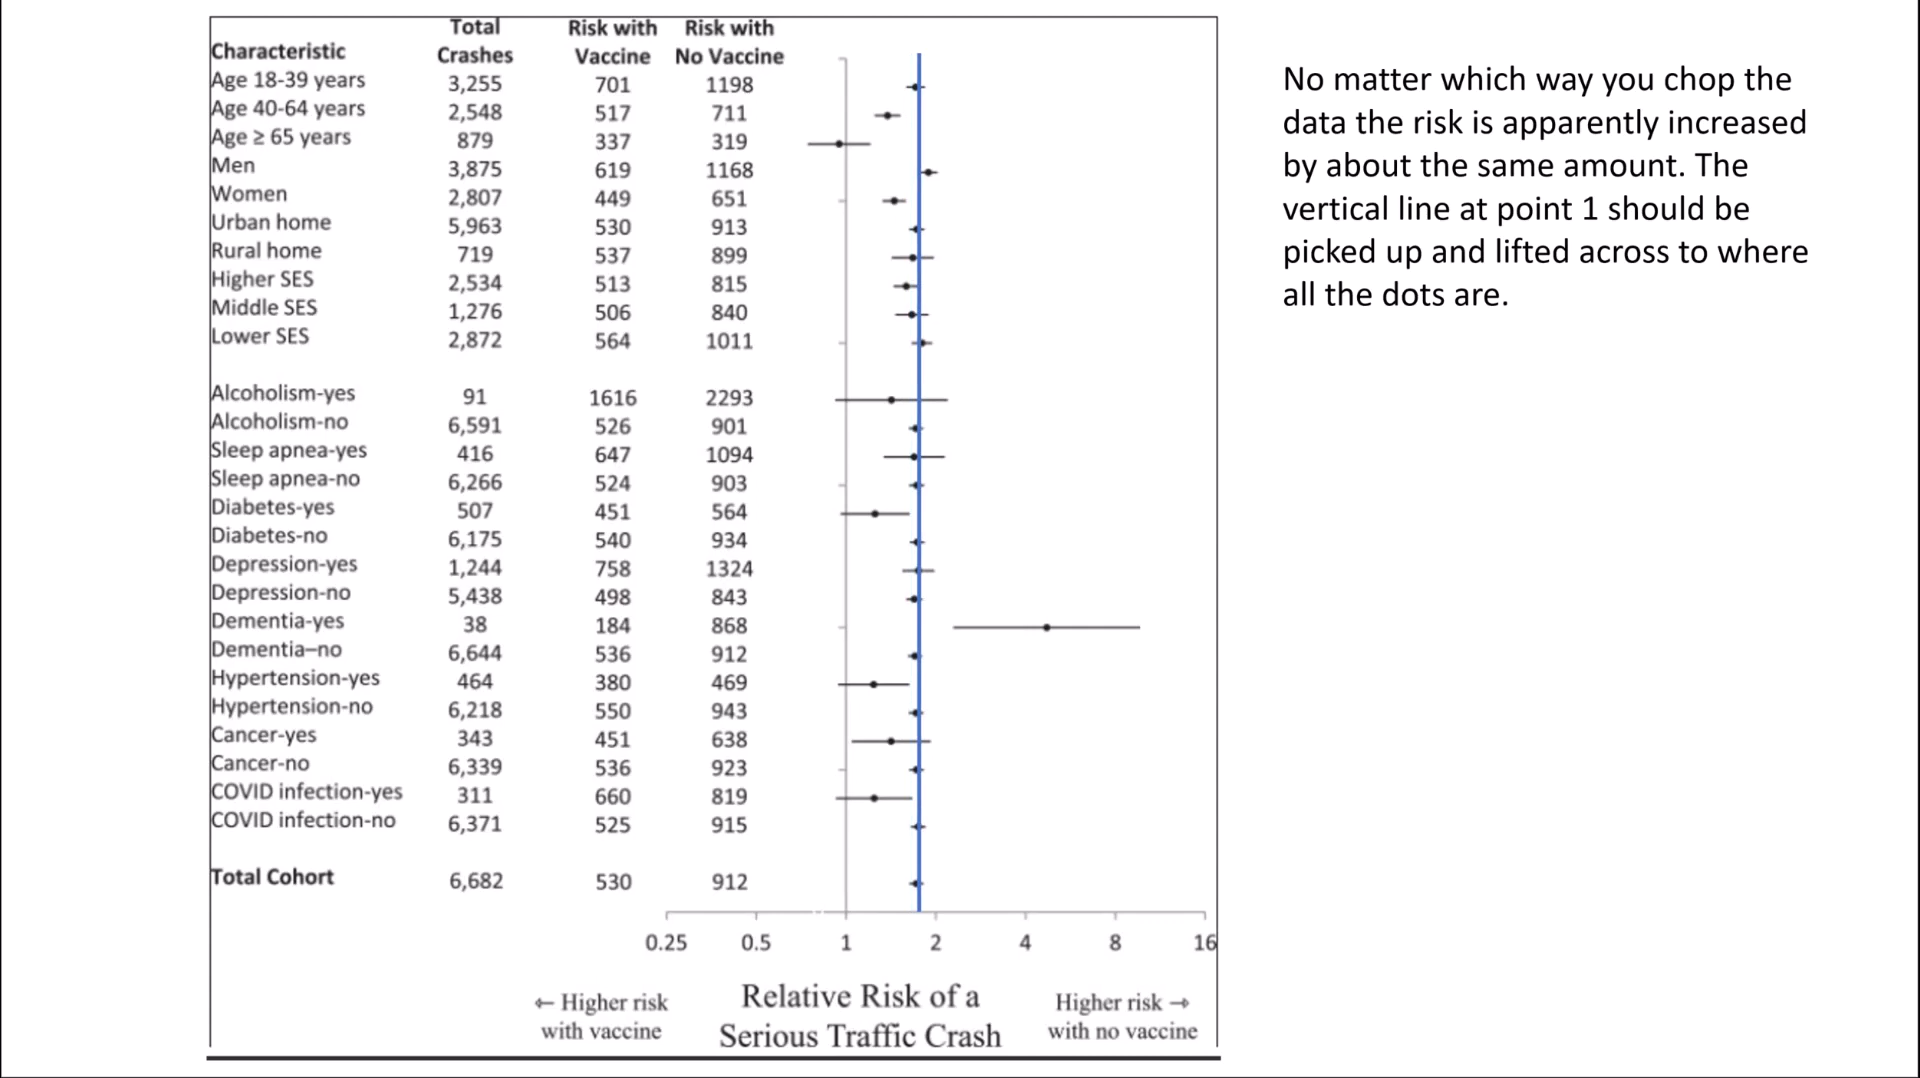 Characteristic Total Crashes Risk with Vaccine Risk with No Vaccine
Age 18-39 years 3,255 701 1198
Age 40-64 years 2,548 517 711
Age ≥ 65 years 879 337 319
Men 3,875 619 1168
Women 2,807 449 651
Urban home 5,963 530 913
Rural home 719 537 899
Higher SES 2,534 513 815
Middle SES 1,276 506 840
Lower SES 2,872 564 1011
Alcoholism-yes 91 1616 2293
Alcoholism-no 6,591 526 901
Sleep apnea-yes 416 647 1094
Sleep apnea-no 6,266 524 903
Diabetes-yes 507 451 564
Diabetes-no 6,175 540 934
Depression-yes 1,244 758 1324
Depression-no 5,438 498 843
Dementia-yes 38 184 868
Dementia–no 6,644 536 912
Hypertension-yes 464 380 469
Hypertension-no 6,218 550 943
Cancer-yes 343 451 638
Cancer-no 6,339 536 923
COVID infection-yes 311 660 819
COVID infection-no 6,371 525 915
Total Cohort 6,682 530 912
0.25 0.5 1 2 4 8 16
← Higher risk
with vaccine
Relative Risk of a
Serious Traffic Crash
Higher risk →
with no vaccine
No matter which way you chop the
data the risk is apparently increased
by about the same amount. The
vertical line at point 1 should be
picked up and lifted across to where
all the dots are.